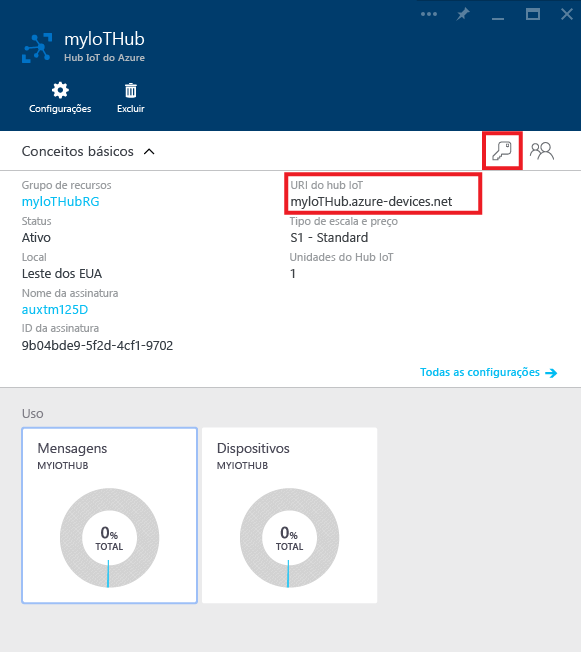 myIoTHub
Hub IoT do Azure
Configurações
Excluir
Conceitos básicos
Grupo de recursos
myIoTHubRG
Status
Ativo
Local
Leste dos EUA
Nome da assinatura
auxtm125D
ID da assinatura
9b04bde9-5f2d-4cf1-9702
URI do hub IoT
myIoTHub.azure-devices.net
Tipo de escala e preço
S1 - Standard
Unidades do Hub IoT
1
Todas as configurações
Uso
Mensagens
MYIOTHUB
0%
TOTAL
Dispositivos
MYIOTHUB
0%
TOTAL